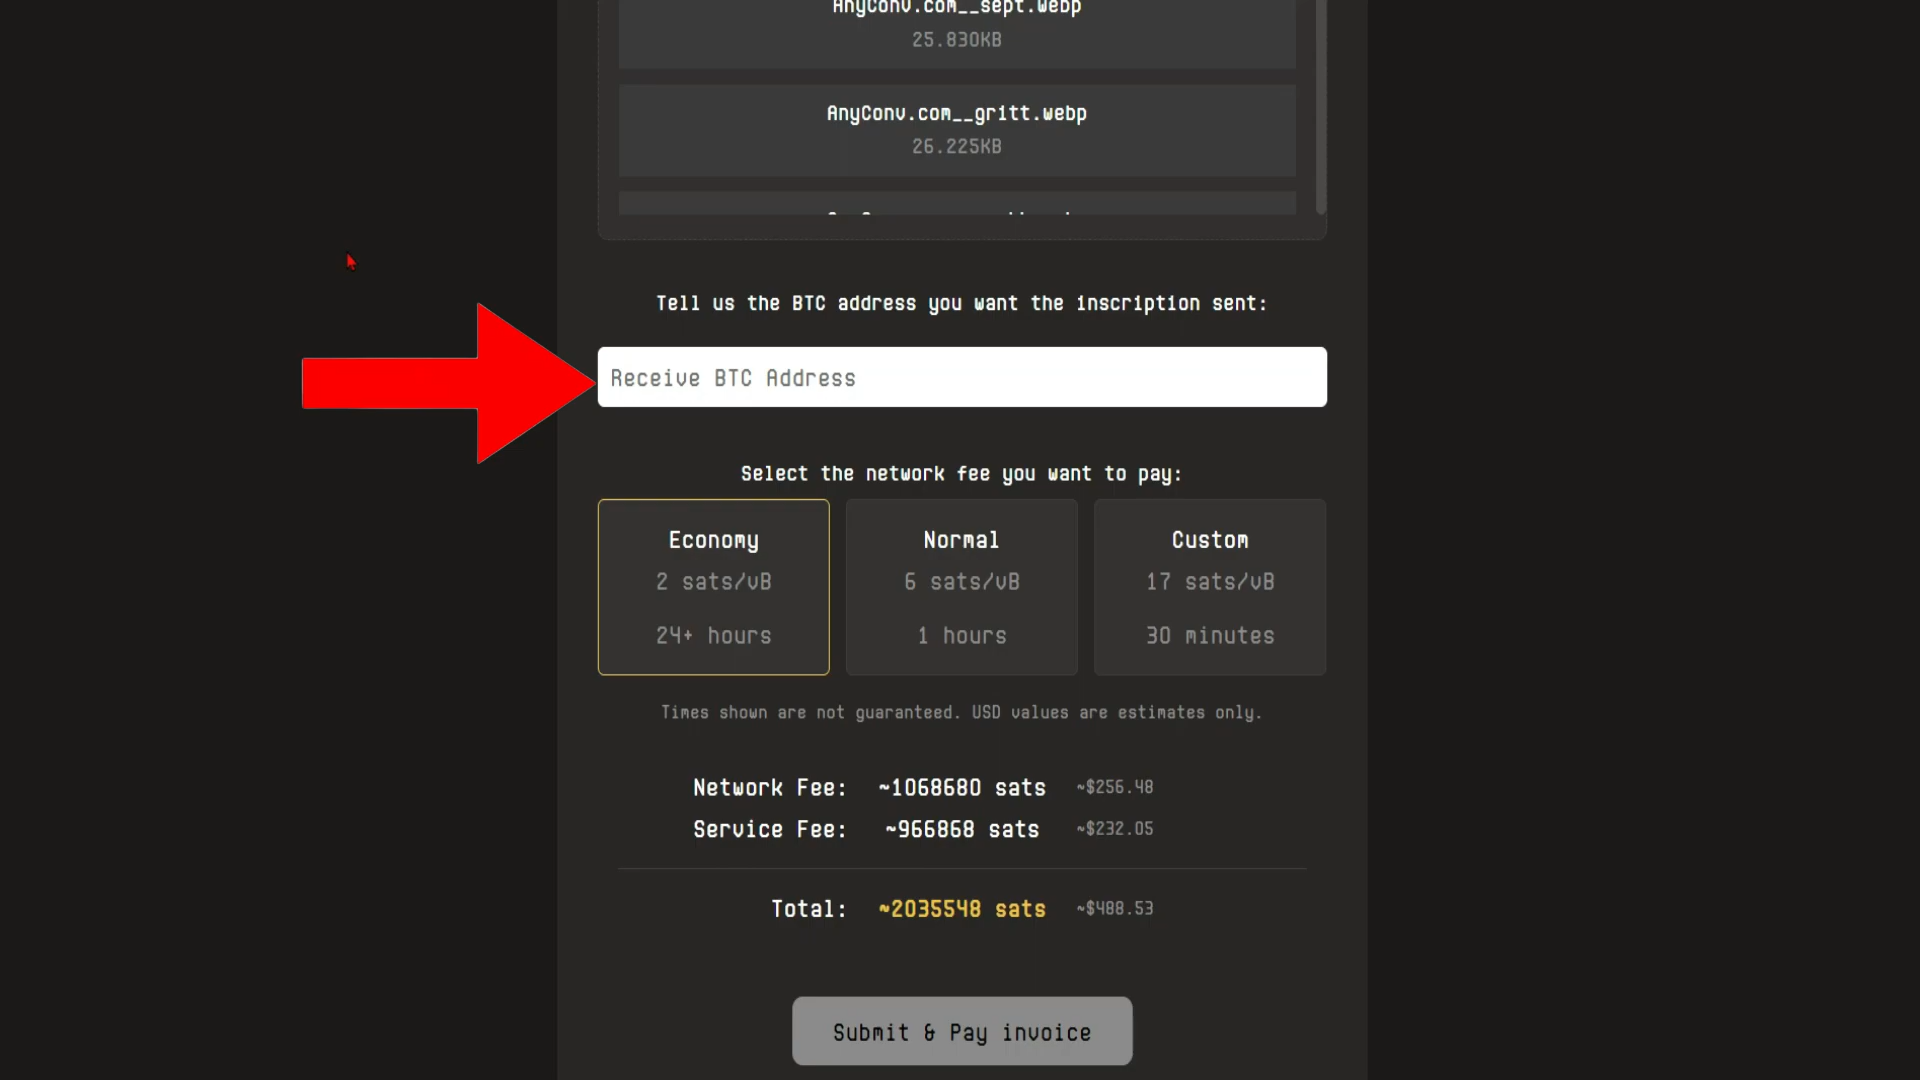 AnyConv.com__sept.webp
25.830KB
AnyConv.com__gritt.webp
26.225KB
Tell us the BTC address you want the inscription sent:
Receive BTC Address
Select the network fee you want to pay:
Economy
2 sats/vB
24+ hours
Normal
6 sats/vB
1 hours
Custom
17 sats/vB
30 minutes
Times shown are not guaranteed. USD values are estimates only.
Network Fee: ~1068680 sats ~$256.48
Service Fee: ~966868 sats ~$232.05
Total: ~2035548 sats ~$488.53
Submit & Pay invoice